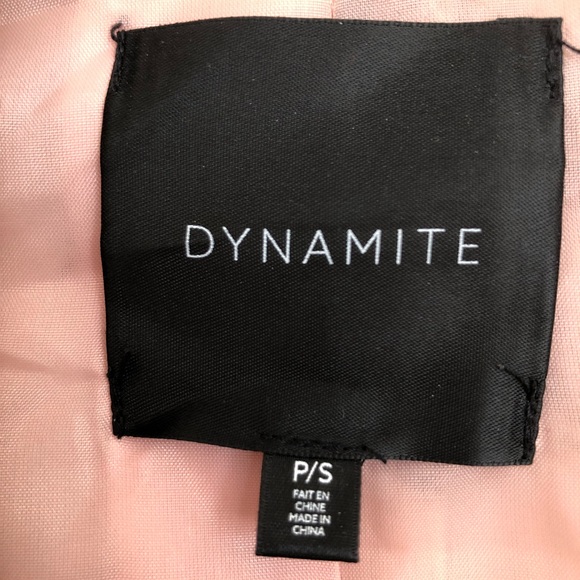 DYNAMITE
P/S
FAIT EN
CHINE
MADE IN
CHINA